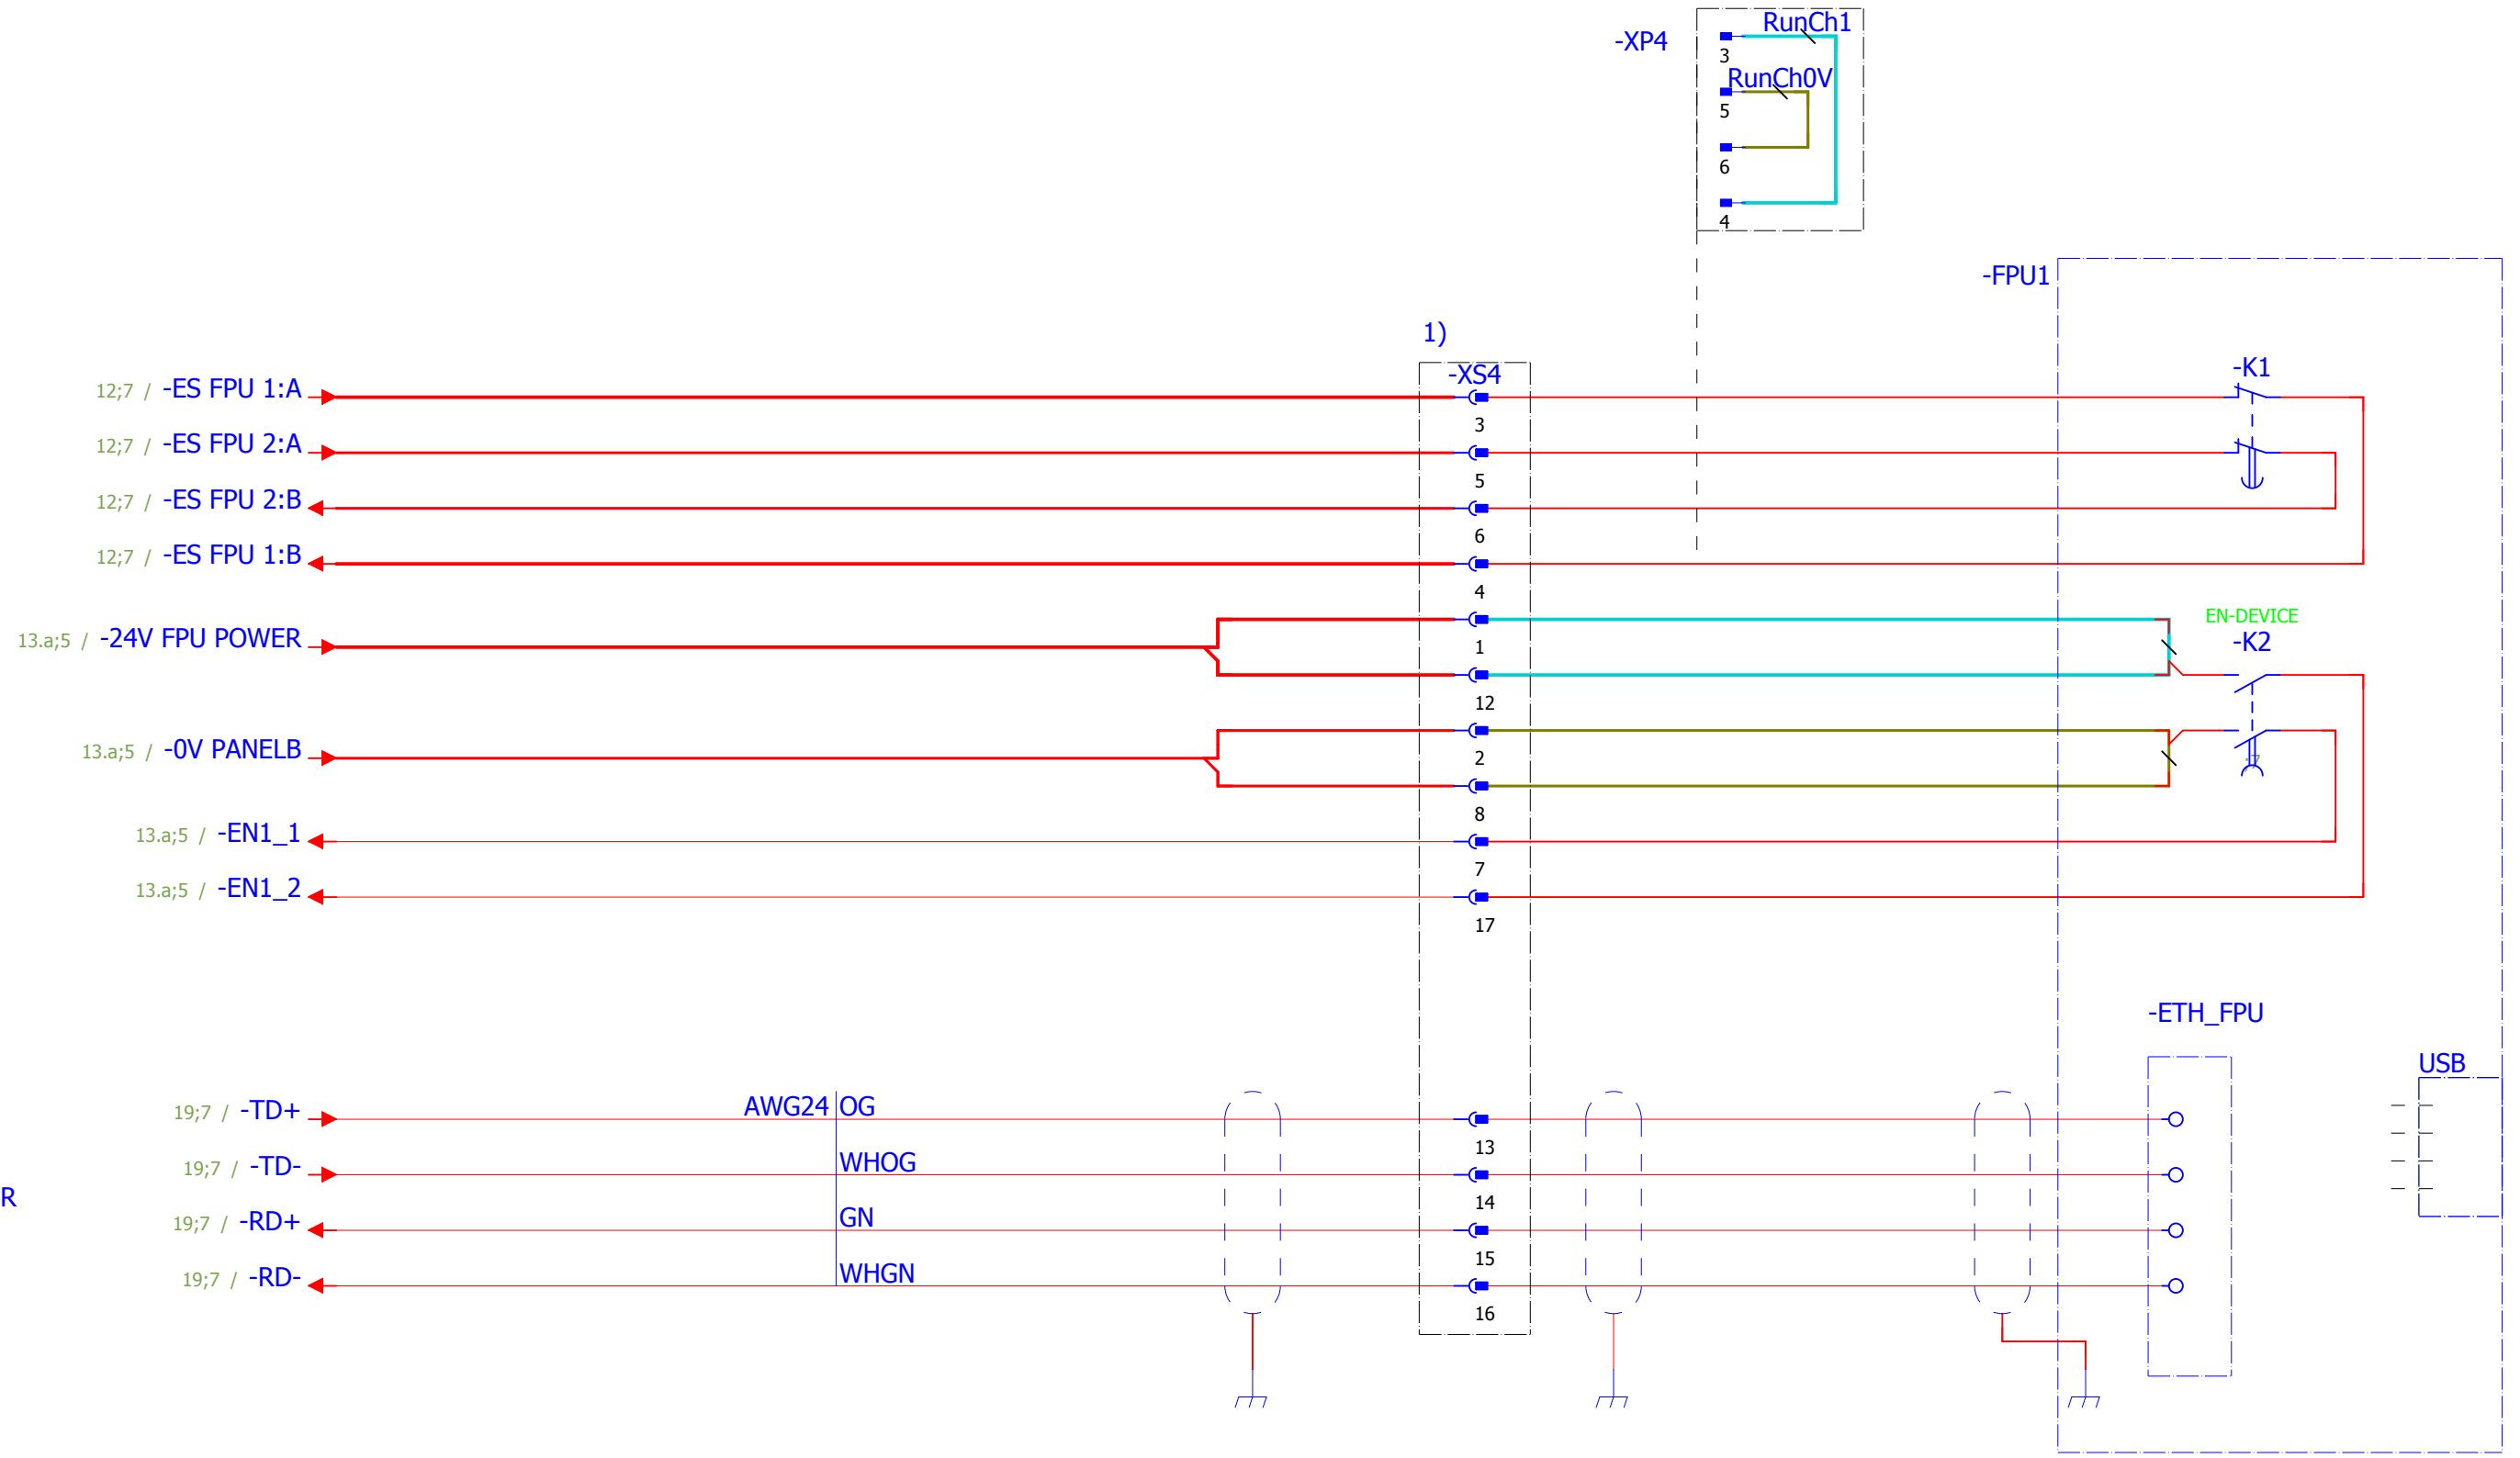 RunCh1
-XP4
3
RunCh0V
5
6
4
-FPU1
1)
12;7 / -ES FPU 1:A
-XS4
-K1
3
12;7 / -ES FPU 2:A
5
12;7 / -ES FPU 2:B
6
12;7 / -ES FPU 1:B
4
EN-DEVICE
13.a;5 / -24V FPU POWER
-K2
1
12
13.a;5 / -0V PANELB
2
8
13.a;5 / -EN1_1
7
13.a;5 / -EN1_2
17
-ETH_FPU
USB
19;7 / -TD+
AWG24 OG
13
19;7 / -TD-
WHOG
R
14
19;7 / -RD+
GN
15
19;7 / -RD-
WHGN
16